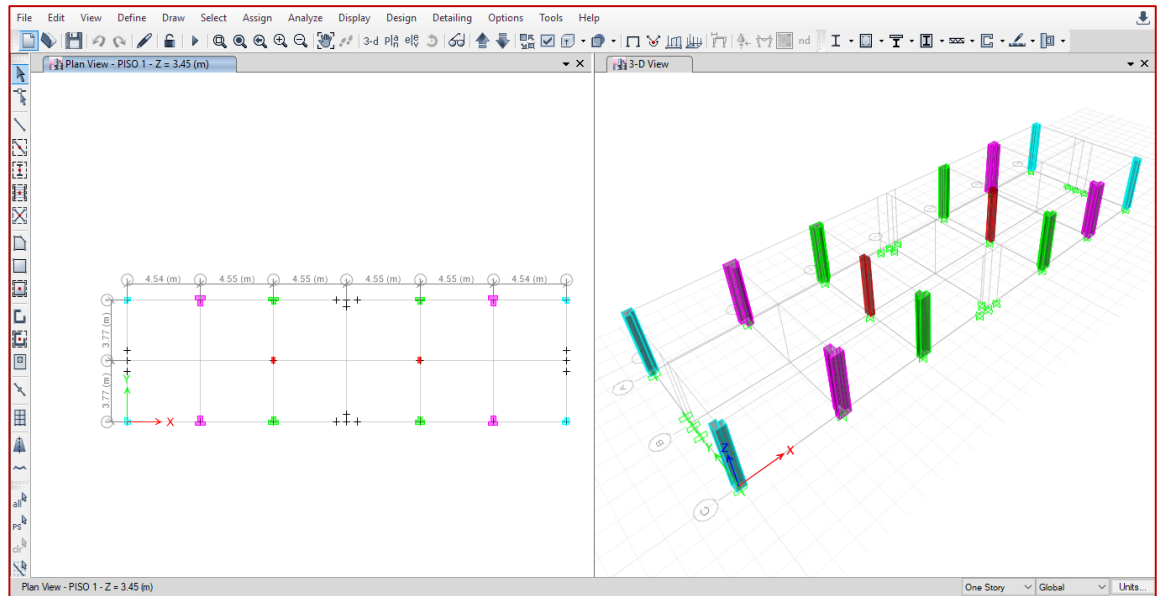 File Edit View Define Draw Select Assign Analyze Display Design Detailing Options Tools Help
3-d nd
Plan View - PISO 1 - Z = 3.45 (m)
3-D View
4.54 (m) 4.55 (m) 4.55 (m) 4.55 (m) 4.55 (m) 4.54 (m)
3.77 (m)
3.77 (m)
Y
X
A
B
C
Z
Y
X
all
PS
clr
Plan View - PISO 1 - Z = 3.45 (m)
One Story Global Units...